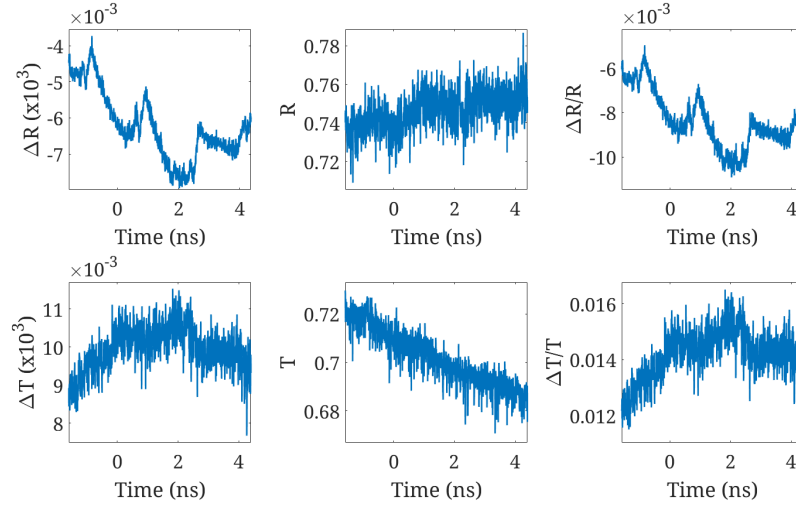 ×10⁻³
ΔR (x10³)
-4
-5
-6
-7
0 2 4
Time (ns)
R
0.78
0.76
0.74
0.72
0 2 4
Time (ns)
×10⁻³
ΔR/R
-6
-8
-10
0 2 4
Time (ns)
×10⁻³
ΔT (x10³)
11
10
9
8
0 2 4
Time (ns)
T
0.72
0.7
0.68
0 2 4
Time (ns)
ΔT/T
0.016
0.014
0.012
0 2 4
Time (ns)